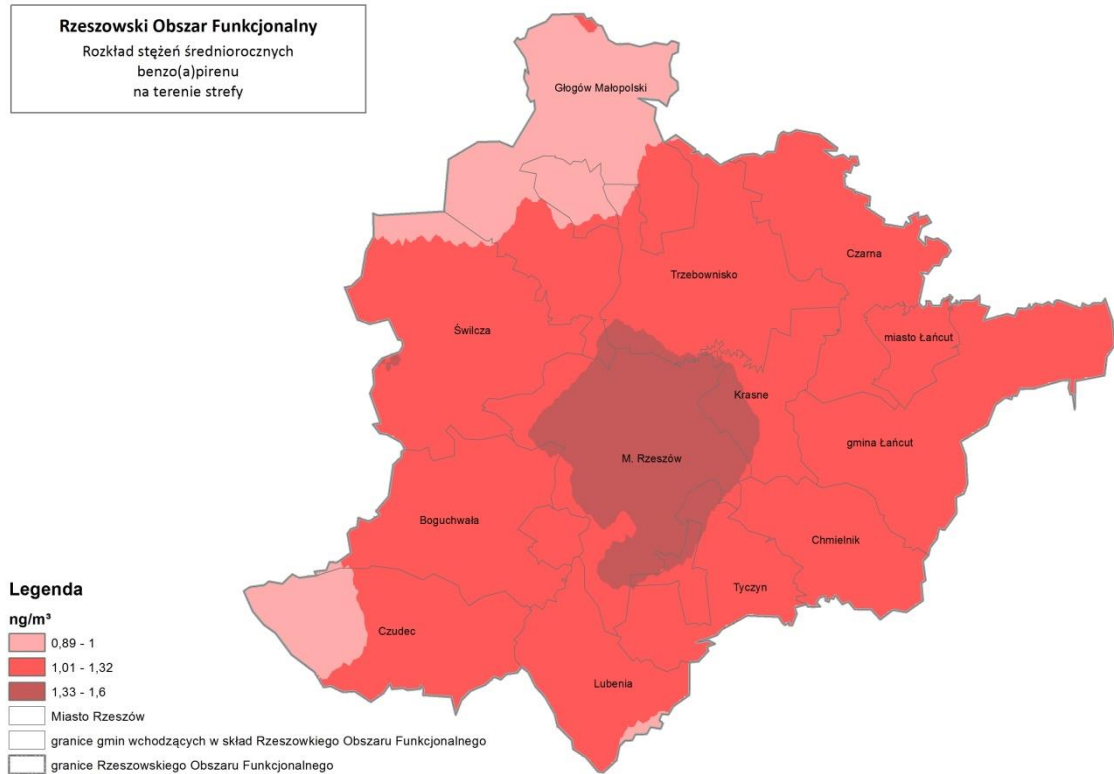 Rzeszowski Obszar Funkcjonalny
Rozkład stężeń średniorocznych
benzo(a)pirenu
na terenie strefy
Głogów Małopolski
Czarna
Trzebownisko
Świlcza
miasto Łańcut
Krasne
gmina Łańcut
M. Rzeszów
Boguchwała
Chmielnik
Tyczyn
Czudec
Lubenia
Legenda
ng/m³
0,89 - 1
1,01 - 1,32
1,33 - 1,6
Miasto Rzeszów
granice gmin wchodzących w skład Rzeszowkiego Obszaru Funkcjonalnego
granice Rzeszowskiego Obszaru Funkcjonalnego